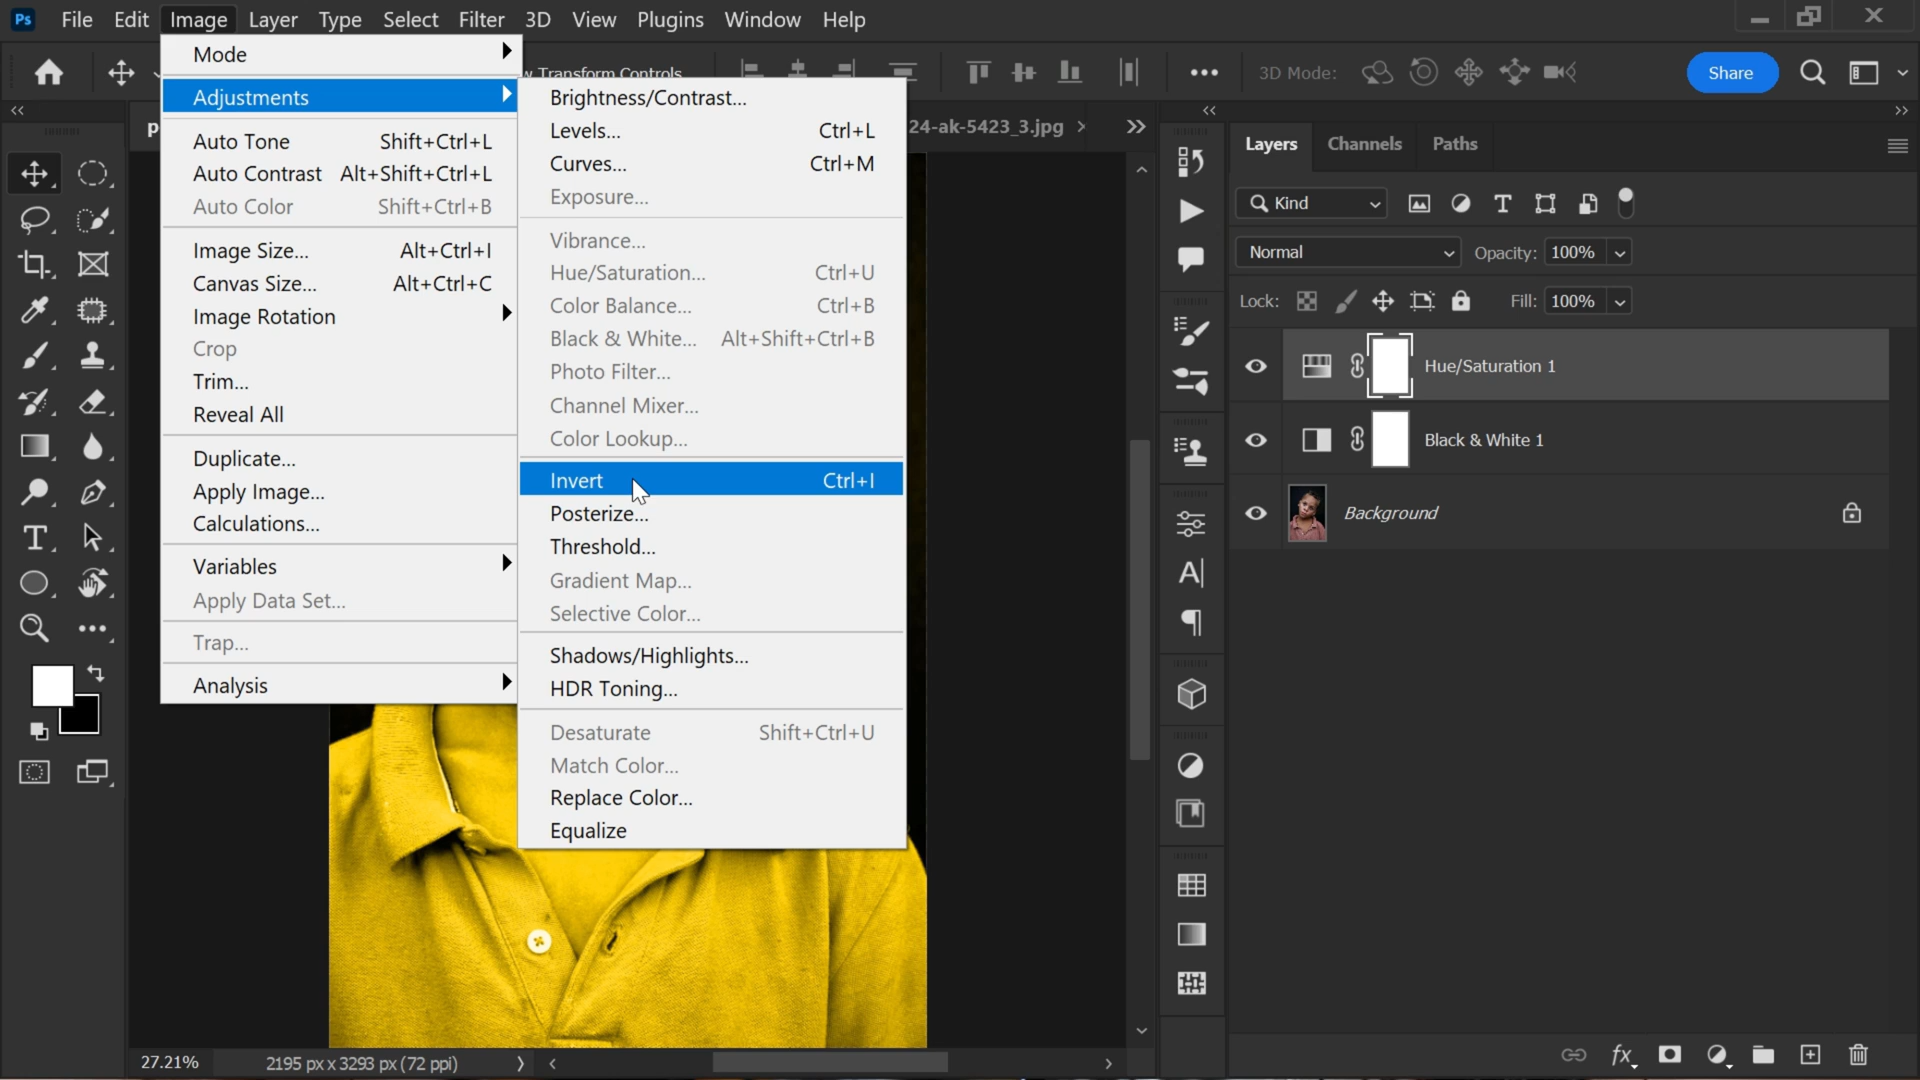 Ps File Edit Image Layer Type Select Filter 3D View Plugins Window Help
w Transform Controls
3D Mode:
Share
p
24-ak-5423_3.jpg
Mode
Adjustments
Auto Tone Shift+Ctrl+L
Auto Contrast Alt+Shift+Ctrl+L
Auto Color Shift+Ctrl+B
Image Size... Alt+Ctrl+I
Canvas Size... Alt+Ctrl+C
Image Rotation
Crop
Trim...
Reveal All
Duplicate...
Apply Image...
Calculations...
Variables
Apply Data Set...
Trap...
Analysis
Brightness/Contrast...
Levels... Ctrl+L
Curves... Ctrl+M
Exposure...
Vibrance...
Hue/Saturation... Ctrl+U
Color Balance... Ctrl+B
Black & White... Alt+Shift+Ctrl+B
Photo Filter...
Channel Mixer...
Color Lookup...
Invert Ctrl+I
Posterize...
Threshold...
Gradient Map...
Selective Color...
Shadows/Highlights...
HDR Toning...
Desaturate Shift+Ctrl+U
Match Color...
Replace Color...
Equalize
Layers Channels Paths
Kind
Normal Opacity: 100%
Lock: Fill: 100%
Hue/Saturation 1
Black & White 1
Background
27.21% 2195 px x 3293 px (72 ppi)